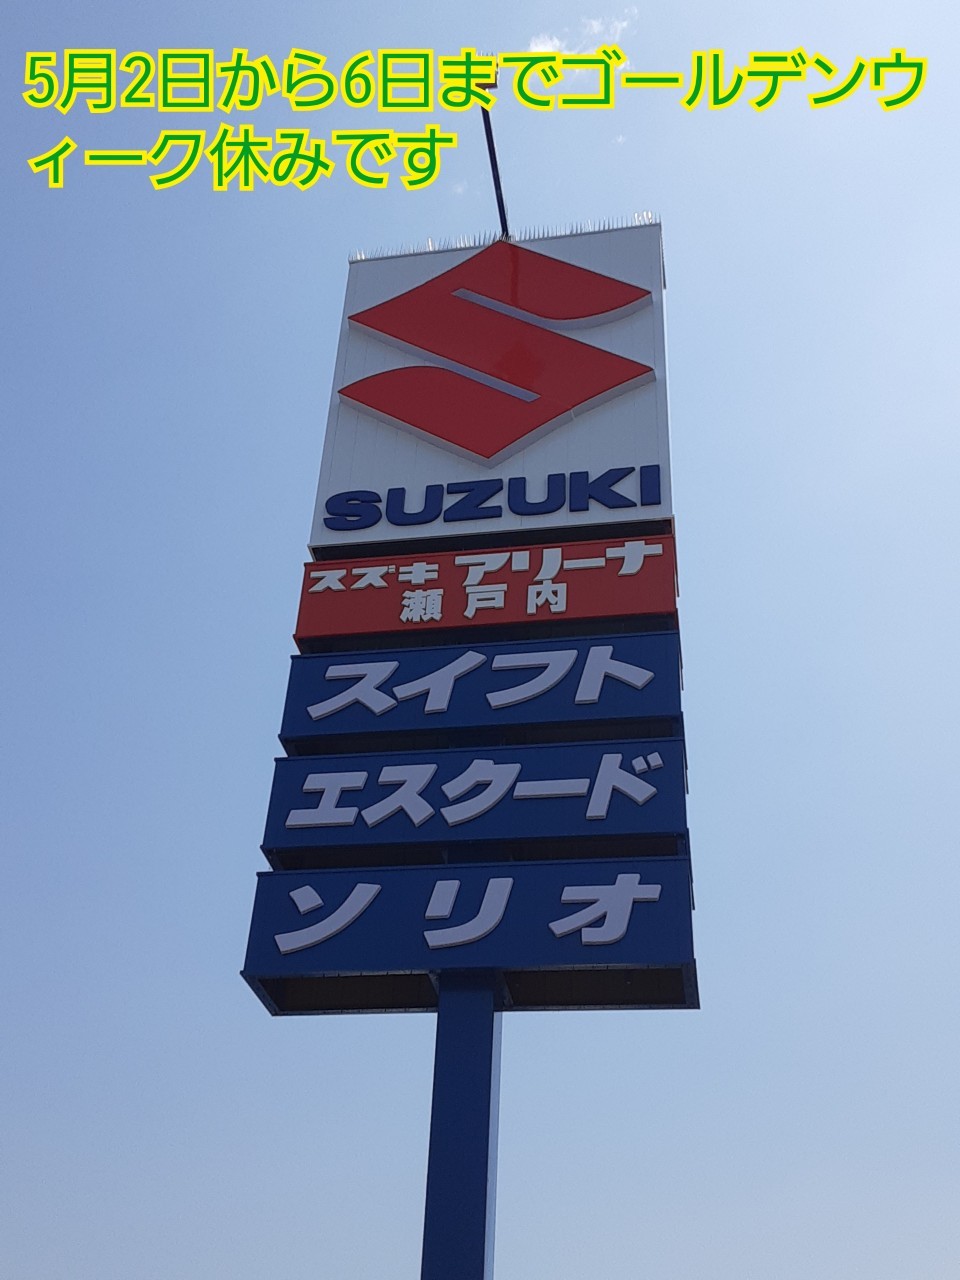 5月2日から6日までゴールデンウ
ィーク休みです
SUZUKI
スズキ アリーナ
瀬戸内
スイフト
エスクード
ソリオ